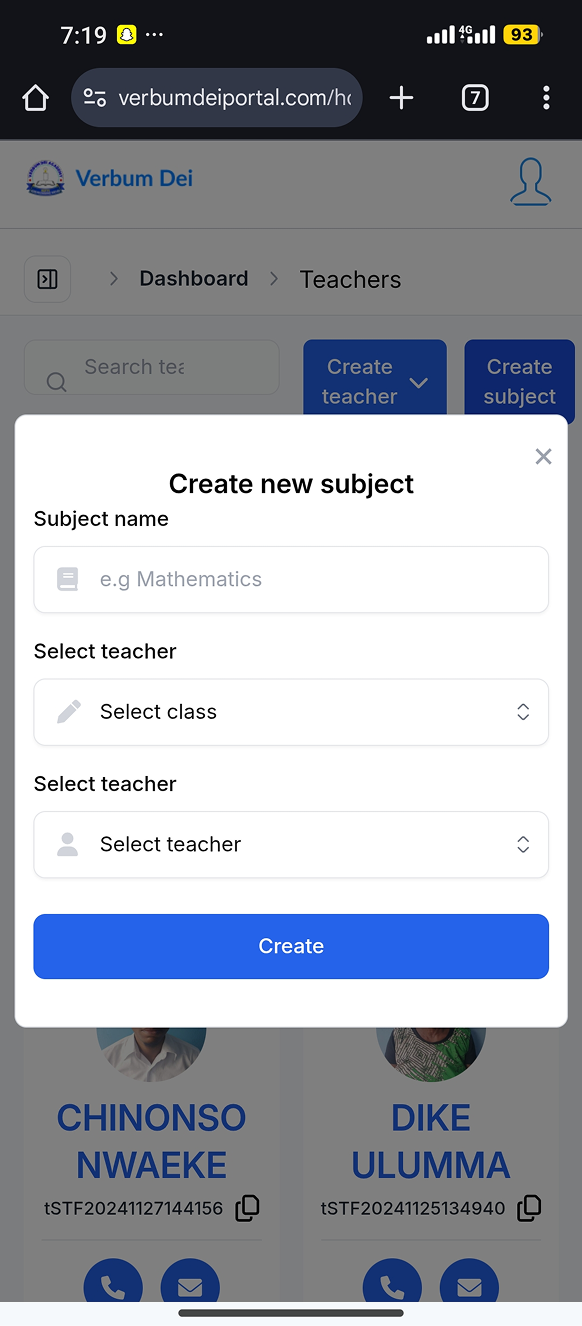 7:19 ...
4G
93
verbumdeiportal.com/h
7
Verbum Dei
Dashboard
Teachers
Search tea
Create teacher
Create subject
Create new subject
Subject name
e.g Mathematics
Select teacher
Select class
Select teacher
Select teacher
Create
CHINONSO
NWAEKE
tSTF20241127144156
DIKE
ULUMMA
tSTF20241125134940